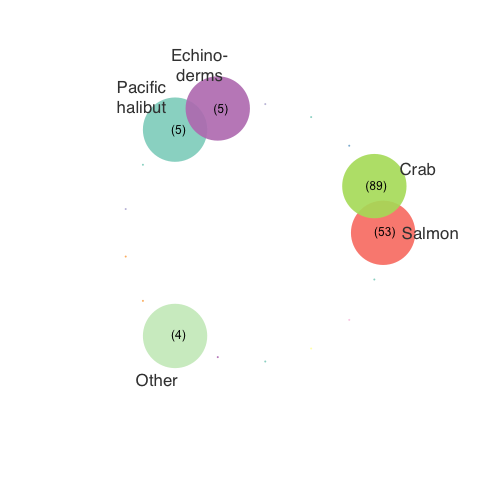 Echino-
derms
Pacific
halibut
(5)
(5)
Crab
(89)
Salmon
(53)
(4)
Other